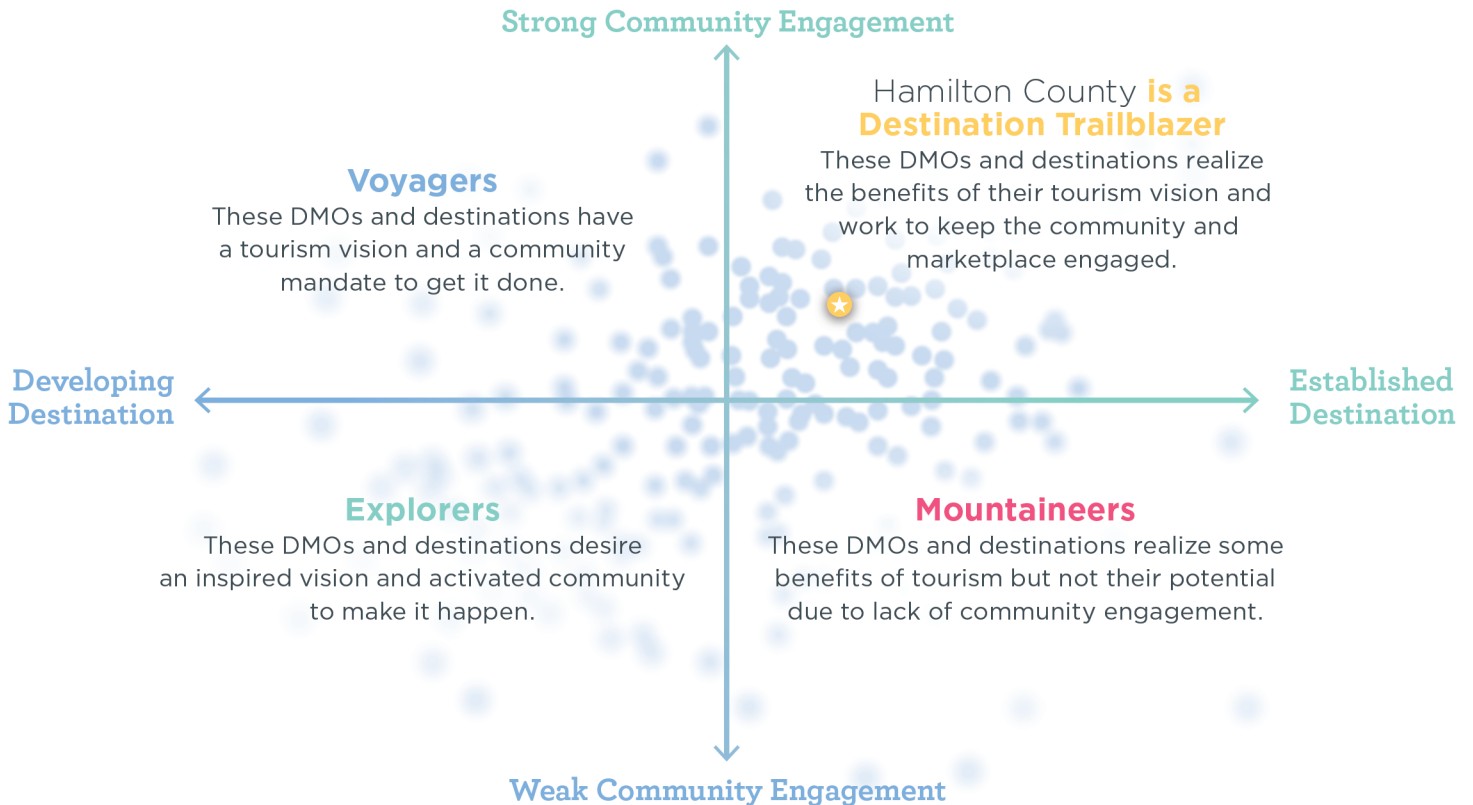 Strong Community Engagement
Hamilton County is a
Destination Trailblazer
These DMOs and destinations realize
the benefits of their tourism vision and
work to keep the community and
marketplace engaged.
Voyagers
These DMOs and destinations have
a tourism vision and a community
mandate to get it done.
Developing
Destination
Established
Destination
Explorers
These DMOs and destinations desire
an inspired vision and activated community
to make it happen.
Mountaineers
These DMOs and destinations realize some
benefits of tourism but not their potential
due to lack of community engagement.
Weak Community Engagement